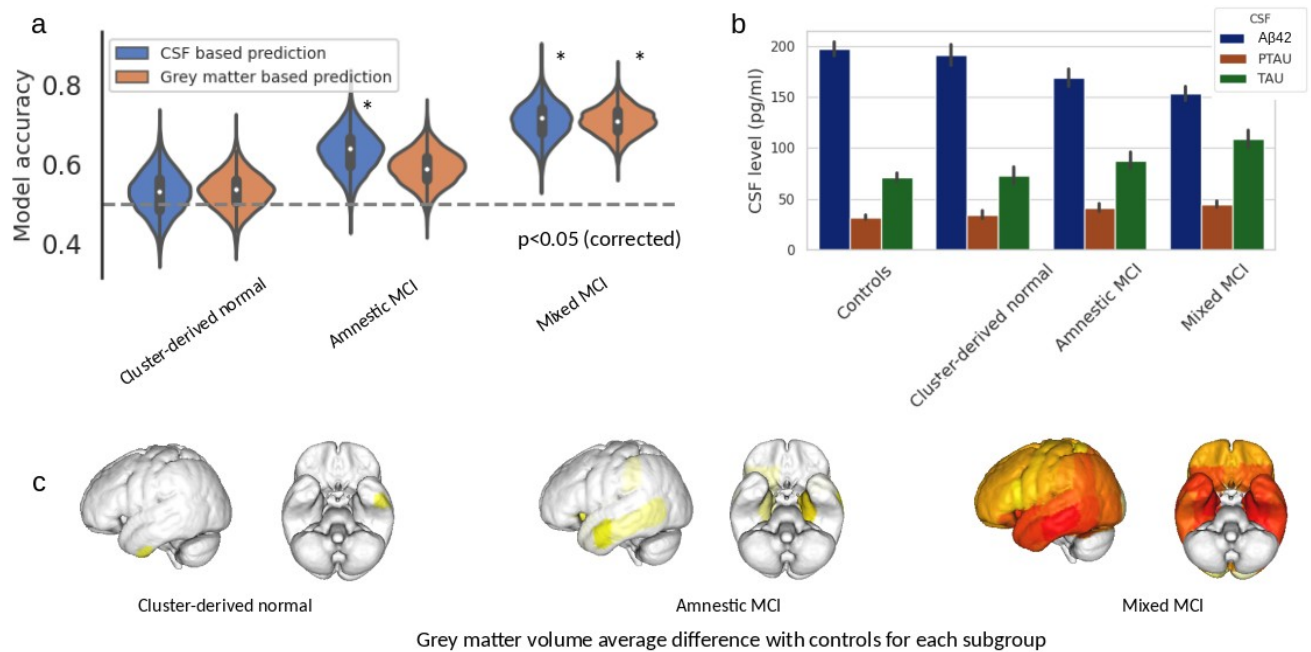 a
CSF based prediction
Grey matter based prediction
Model accuracy
0.8
0.6
0.4
*
*
*
p<0.05 (corrected)
Cluster-derived normal
Amnestic MCI
Mixed MCI
b
CSF
Aβ42
PTAU
TAU
CSF level (pg/ml)
200
150
100
50
0
Controls
Cluster-derived normal
Amnestic MCI
Mixed MCI
c
Cluster-derived normal
Amnestic MCI
Mixed MCI
Grey matter volume average difference with controls for each subgroup